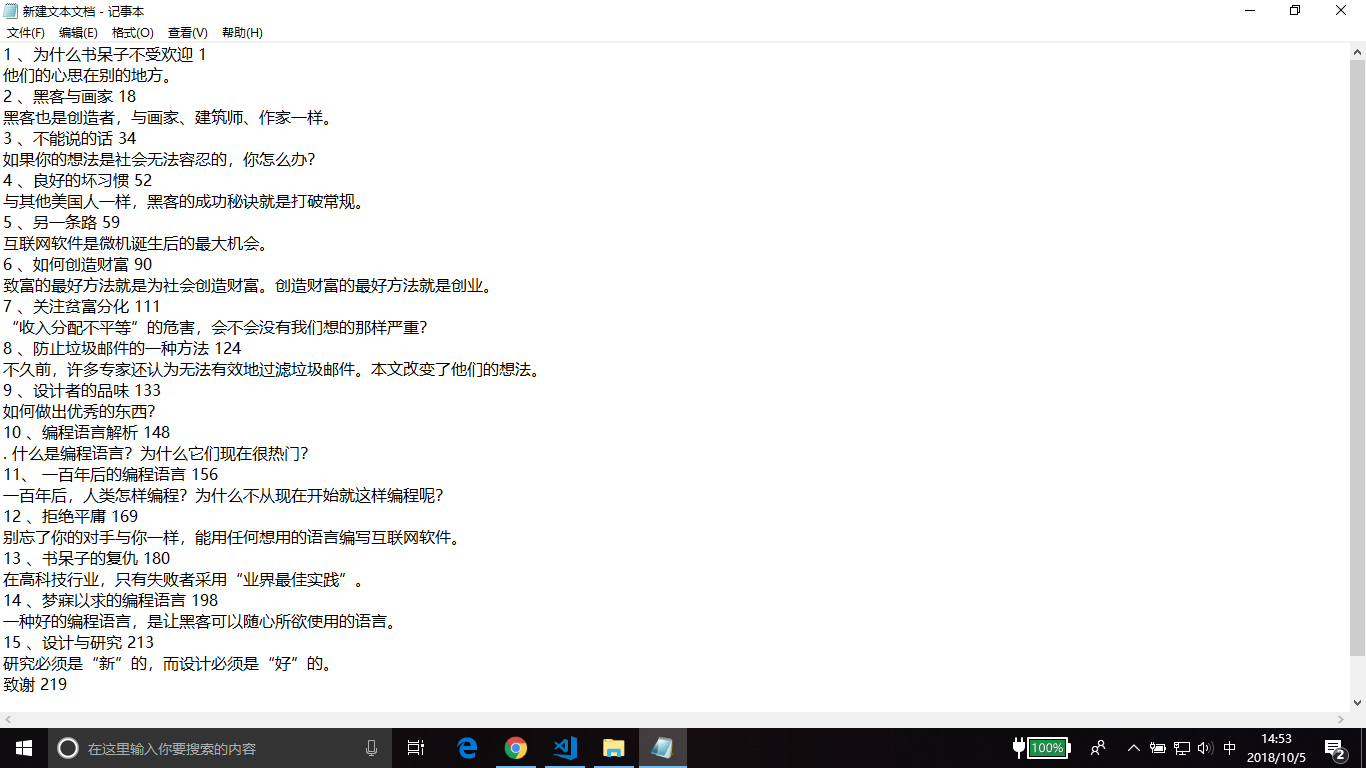 新建文本文档 - 记事本
文件(F) 编辑(E) 格式(O) 查看(V) 帮助(H)
1 、为什么书呆子不受欢迎 1
他们的心思在别的地方。
2 、黑客与画家 18
黑客也是创造者，与画家、建筑师、作家一样。
3 、不能说的话 34
如果你的想法是社会无法容忍的，你怎么办？
4 、良好的坏习惯 52
与其他美国人一样，黑客的成功秘诀就是打破常规。
5 、另一条路 59
互联网软件是微机诞生后的最大机会。
6 、如何创造财富 90
致富的最好方法就是为社会创造财富。创造财富的最好方法就是创业。
7 、关注贫富分化 111
“收入分配不平等”的危害，会不会没有我们想的那样严重？
8 、防止垃圾邮件的一种方法 124
不久前，许多专家还认为无法有效地过滤垃圾邮件。本文改变了他们的想法。
9 、设计者的品味 133
如何做出优秀的东西？
10 、编程语言解析 148
. 什么是编程语言？为什么它们现在很热门？
11、 一百年后的编程语言 156
一百年后，人类怎样编程？为什么不从现在开始就这样编程呢？
12 、拒绝平庸 169
别忘了你的对手与你一样，能用任何想用的语言编写互联网软件。
13 、书呆子的复仇 180
在高科技行业，只有失败者采用“业界最佳实践”。
14 、梦寐以求的编程语言 198
一种好的编程语言，是让黑客可以随心所欲使用的语言。
15 、设计与研究 213
研究必须是“新”的，而设计必须是“好”的。
致谢 219
在这里输入你要搜索的内容
100%
中
14:53
2018/10/5
2